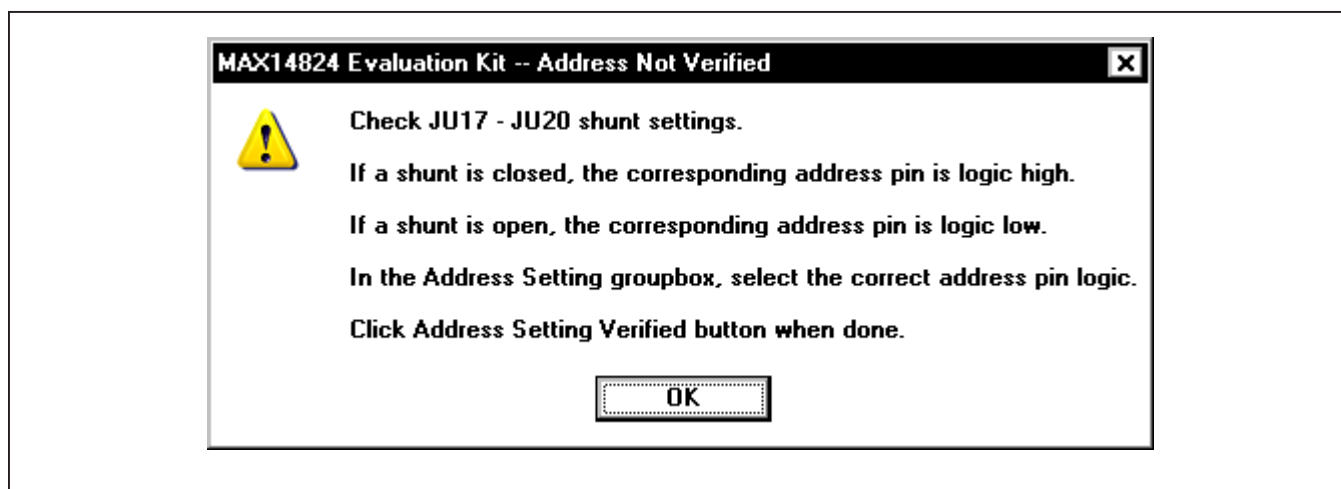 MAX14824 Evaluation Kit -- Address Not Verified
Check JU17 - JU20 shunt settings.
If a shunt is closed, the corresponding address pin is logic high.
If a shunt is open, the corresponding address pin is logic low.
In the Address Setting groupbox, select the correct address pin logic.
Click Address Setting Verified button when done.
OK